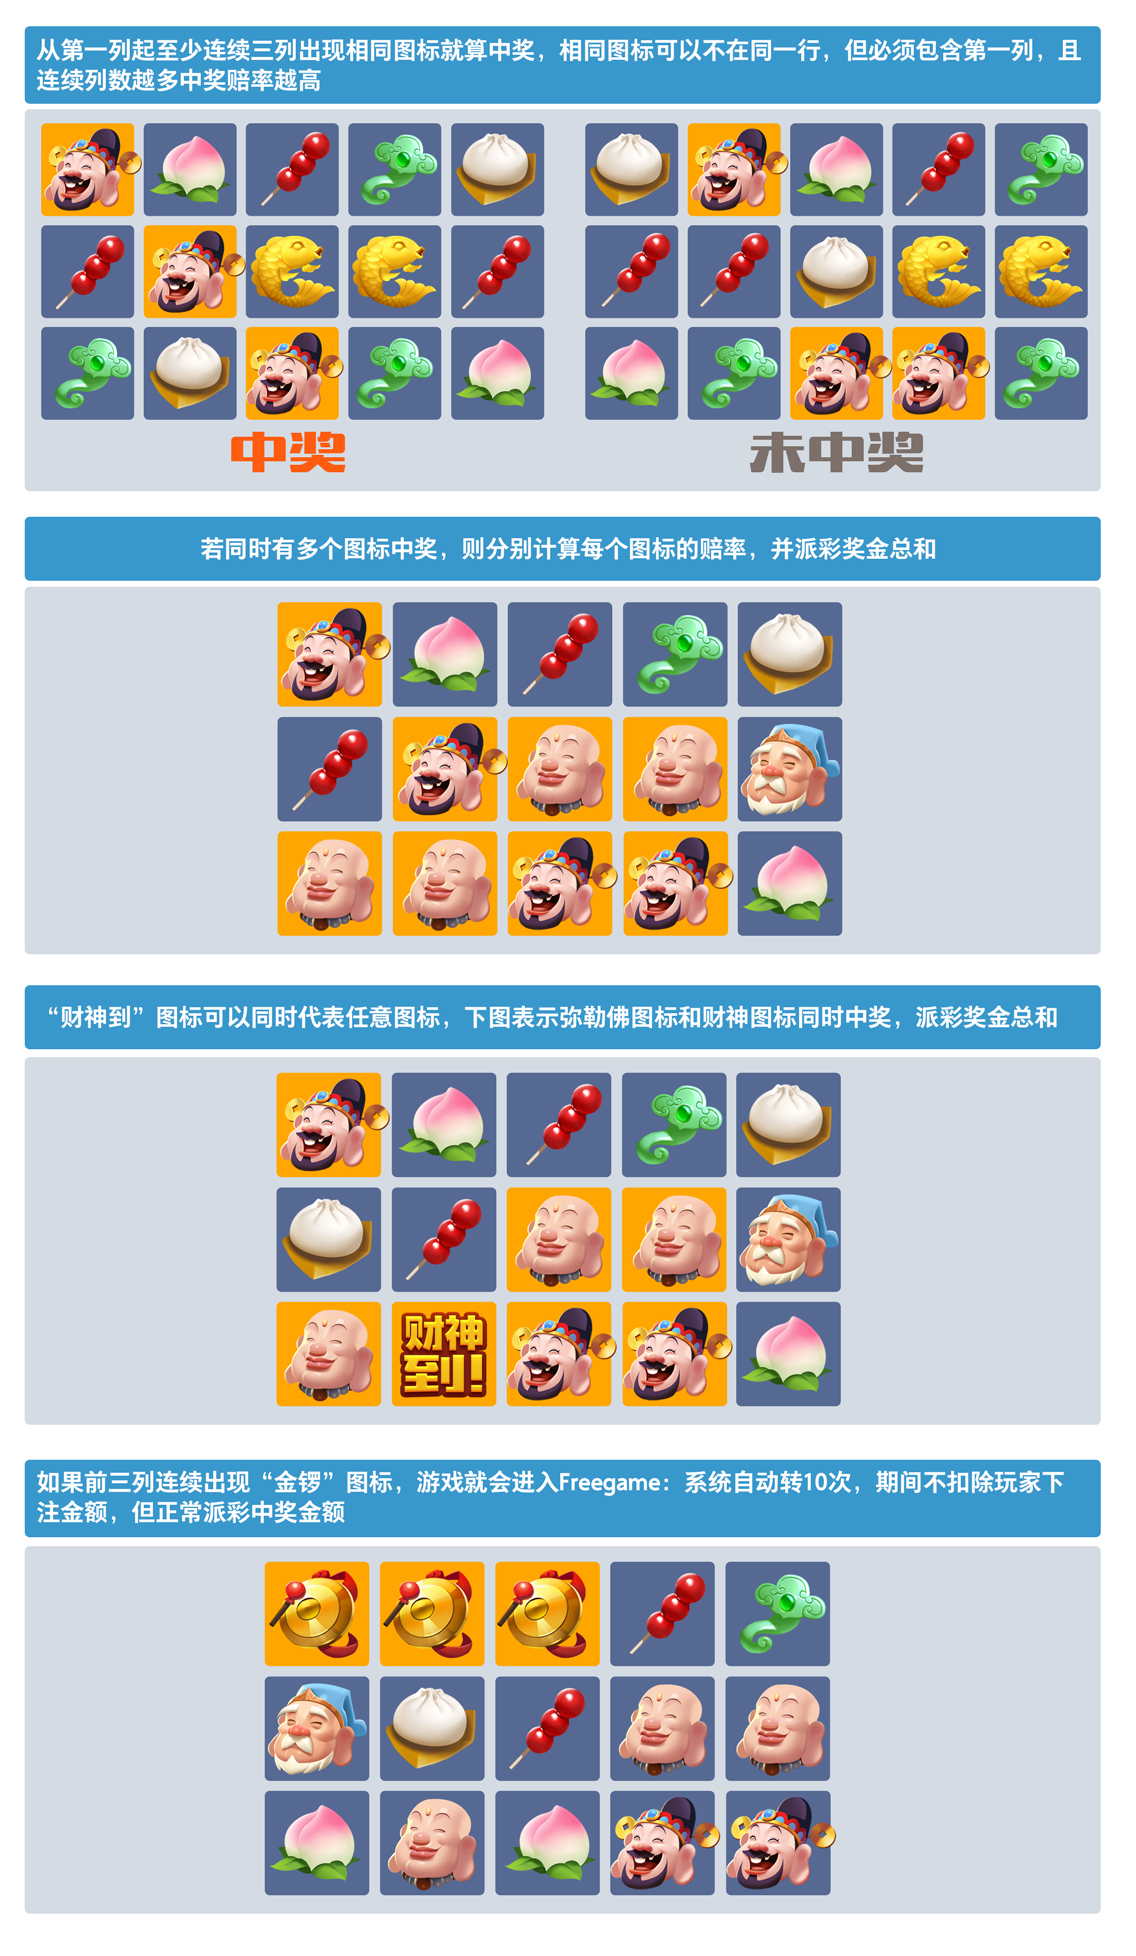 从第一列起至少连续三列出现相同图标就算中奖，相同图标可以不在同一行，但必须包含第一列，且
连续列数越多中奖赔率越高
中奖
未中奖
若同时有多个图标中奖，则分别计算每个图标的赔率，并派彩奖金总和
“财神到”图标可以同时代表任意图标，下图表示弥勒佛图标和财神图标同时中奖，派彩奖金总和
财神
到!
如果前三列连续出现“金锣”图标，游戏就会进入Freegame：系统自动转10次，期间不扣除玩家下
注金额，但正常派彩中奖金额